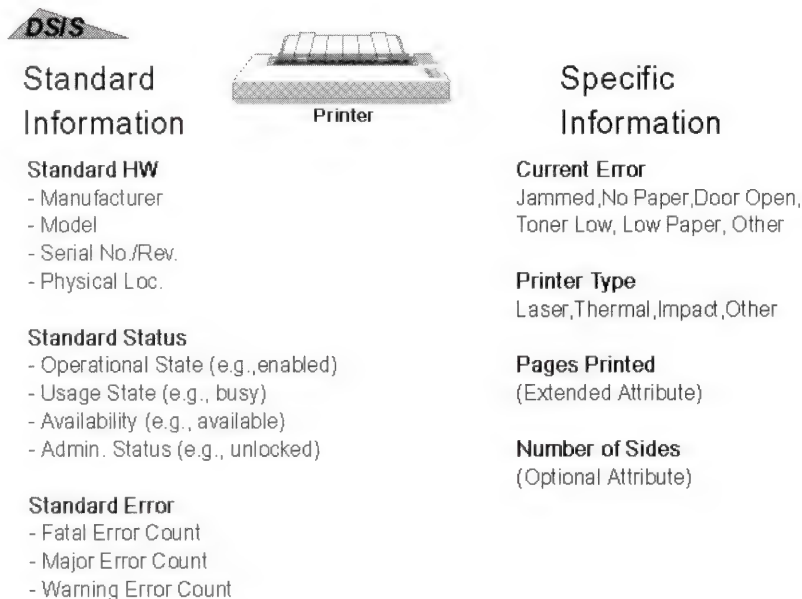 DSIS
Standard
Information
Printer
Specific
Information
Standard HW
- Manufacturer
- Model
- Serial No./Rev.
- Physical Loc.
Standard Status
- Operational State (e.g.,enabled)
- Usage State (e.g., busy)
- Availability (e.g., available)
- Admin. Status (e.g., unlocked)
Standard Error
- Fatal Error Count
- Major Error Count
- Warning Error Count
Current Error
Jammed,No Paper,Door Open,
Toner Low, Low Paper, Other
Printer Type
Laser,Thermal,Impact,Other
Pages Printed
(Extended Attribute)
Number of Sides
(Optional Attribute)